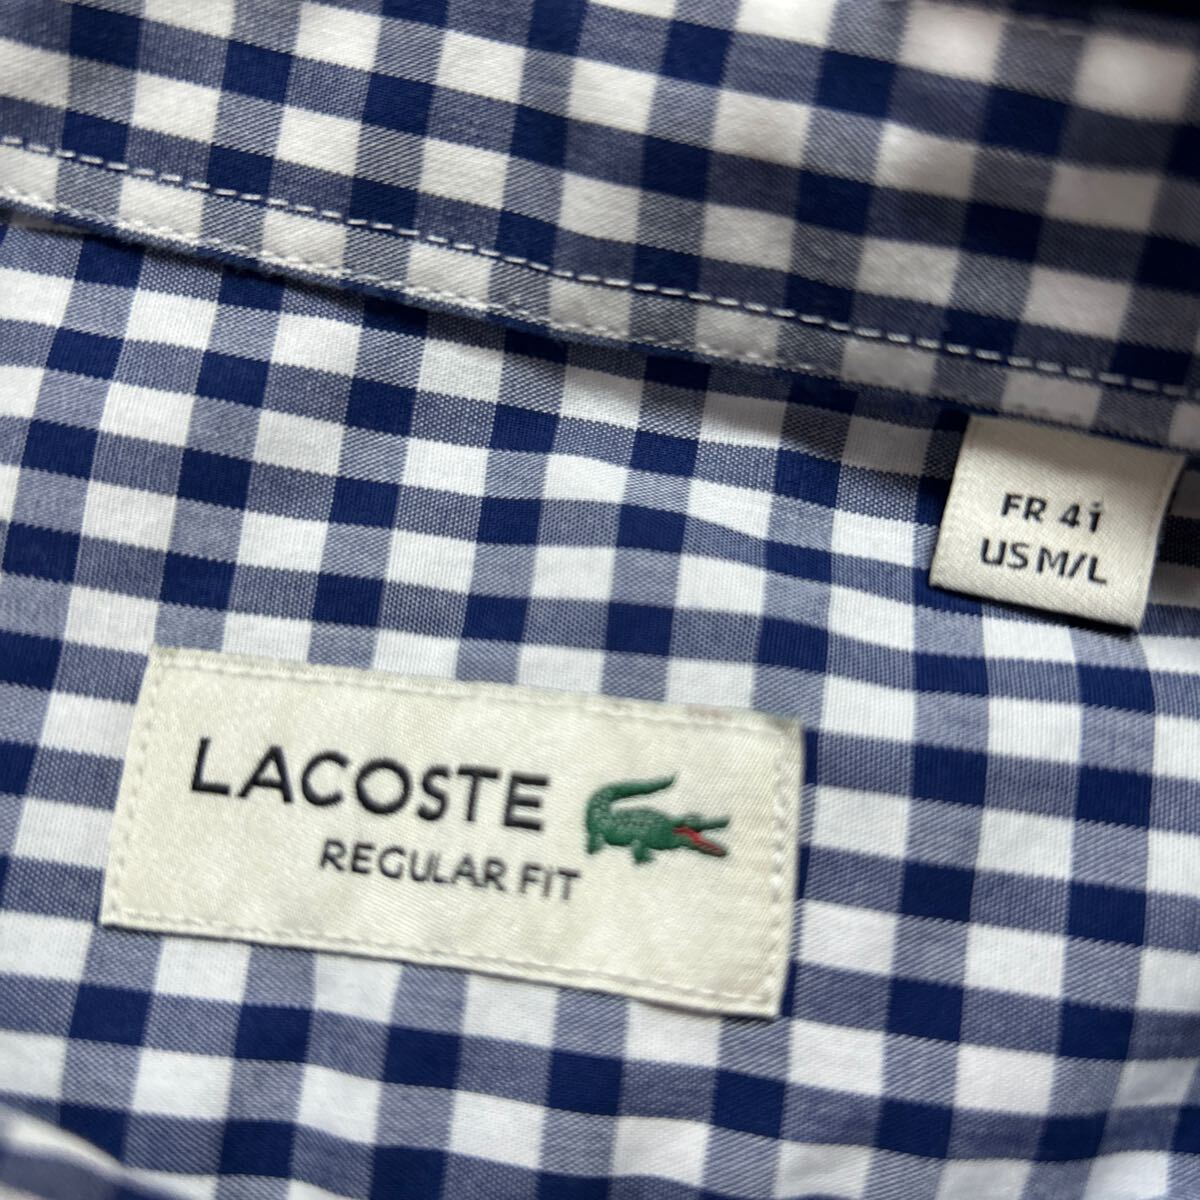 FR 41
US M/L
LACOSTE
REGULAR FIT